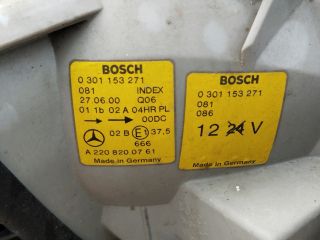 BOSCH
0 301 153 271
081 INDEX
27.06.00 Q06
01 1b 02 A 04HR PL
→ → 00DC
02 B E1 37.5
666
A 220 820 07 61
Made in Germany
BOSCH
0 301 153 271
081
086
12 24 V
Made in Germany